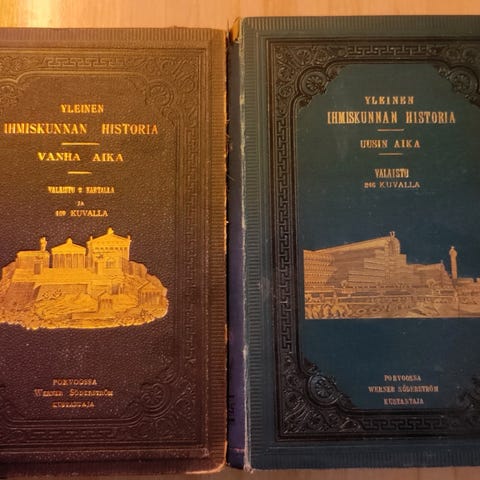 YLEINEN
IHMISKUNNAN HISTORIA
VANHA AIKA
VALAISTU 2 KARTALLA
JA
KUVALLA
PORVOOSSA
WERNER SÖDERSTRÖM
KUSTANTAJA
YLEINEN
IHMISKUNNAN HISTORIA
UUSIN AIKA
VALAISTU
246 KUVALLA
PORVOOSSA
WERNER SÖDERSTRÖM
KUSTANTAJA